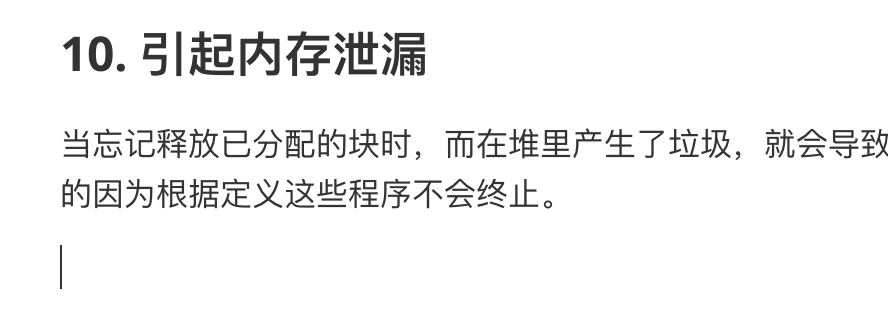 10. 引起内存泄漏
当忘记释放已分配的块时，而在堆里产生了垃圾，就会导致
的因为根据定义这些程序不会终止。